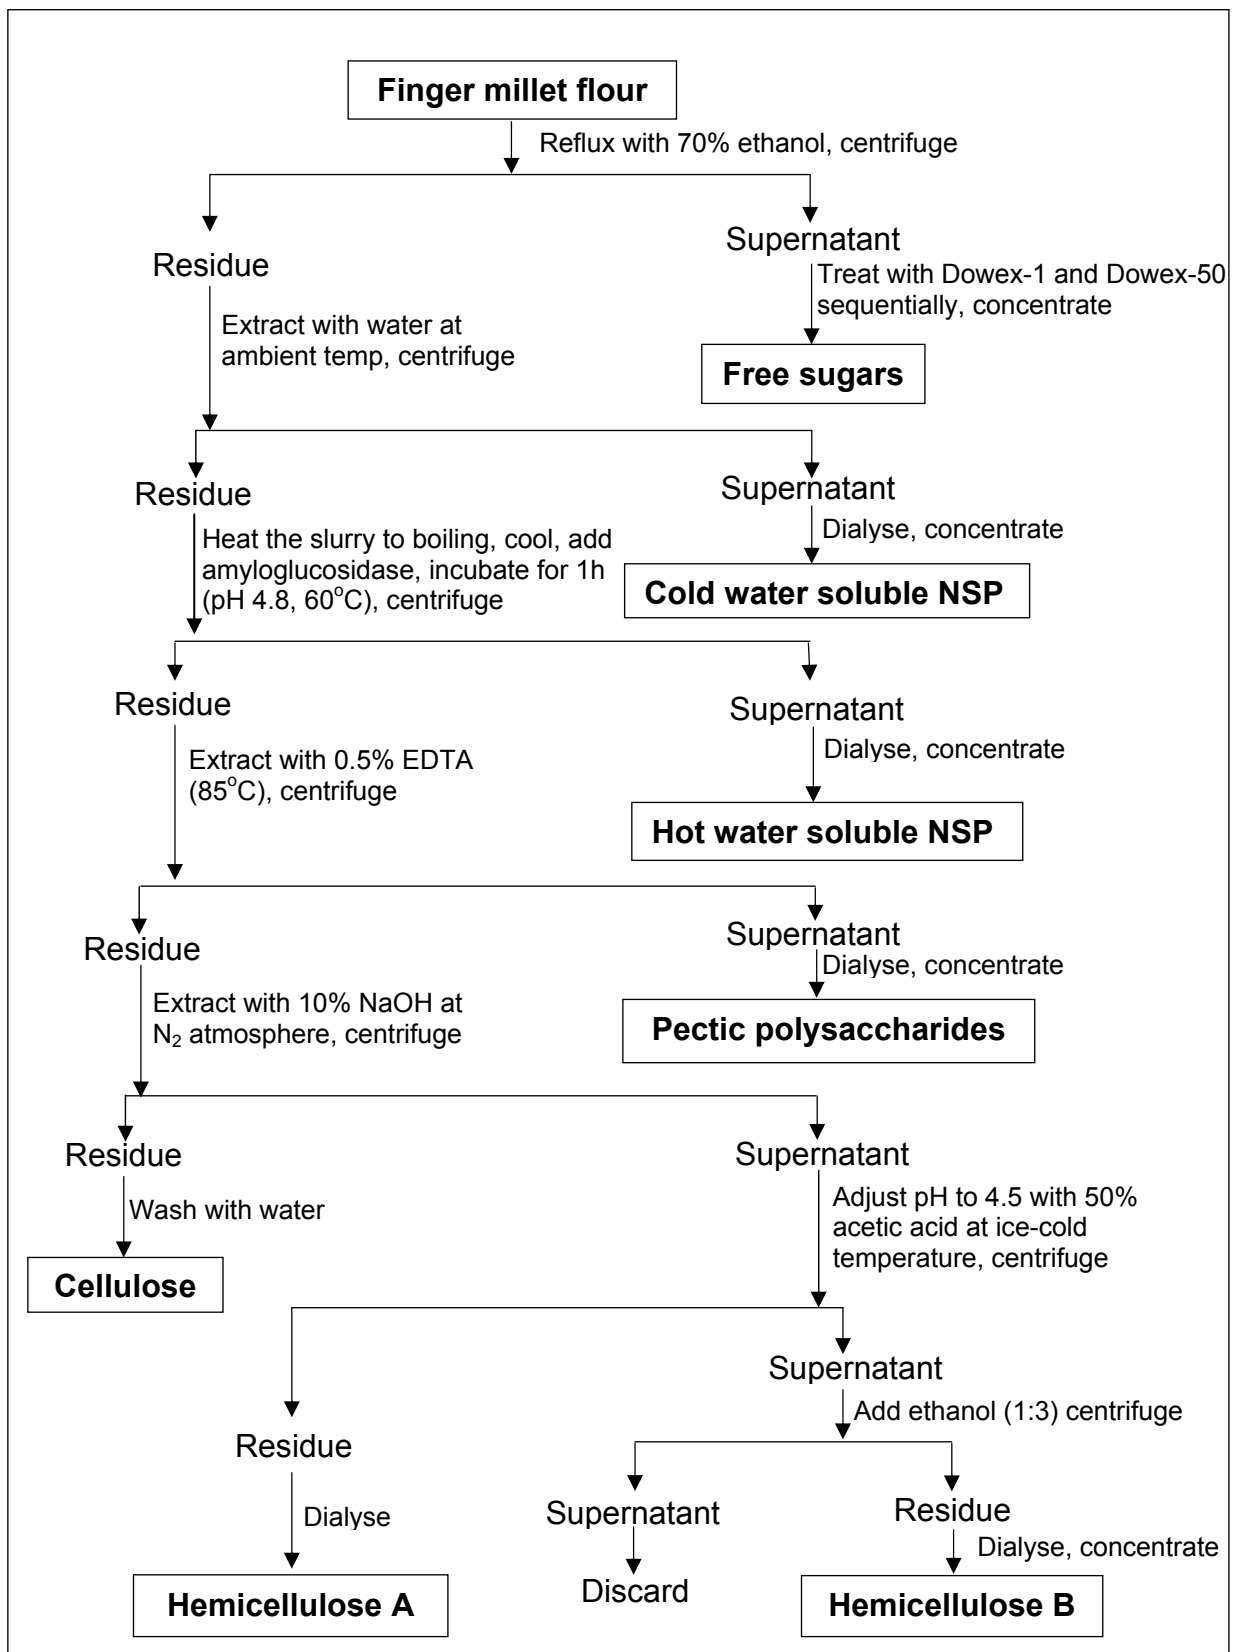 Finger millet flour
Reflux with 70% ethanol, centrifuge
Residue
Supernatant
Treat with Dowex-1 and Dowex-50
sequentially, concentrate
Extract with water at
ambient temp, centrifuge
Free sugars
Residue
Supernatant
Heat the slurry to boiling, cool, add
amyloglucosidase, incubate for 1h
(pH 4.8, 60°C), centrifuge
Dialyse, concentrate
Cold water soluble NSP
Residue
Supernatant
Extract with 0.5% EDTA
(85°C), centrifuge
Dialyse, concentrate
Hot water soluble NSP
Residue
Supernatant
Dialyse, concentrate
Extract with 10% NaOH at
N₂ atmosphere, centrifuge
Pectic polysaccharides
Residue
Supernatant
Wash with water
Adjust pH to 4.5 with 50%
acetic acid at ice-cold
temperature, centrifuge
Cellulose
Supernatant
Add ethanol (1:3) centrifuge
Residue
Dialyse
Supernatant
Residue
Dialyse, concentrate
Hemicellulose A
Discard
Hemicellulose B